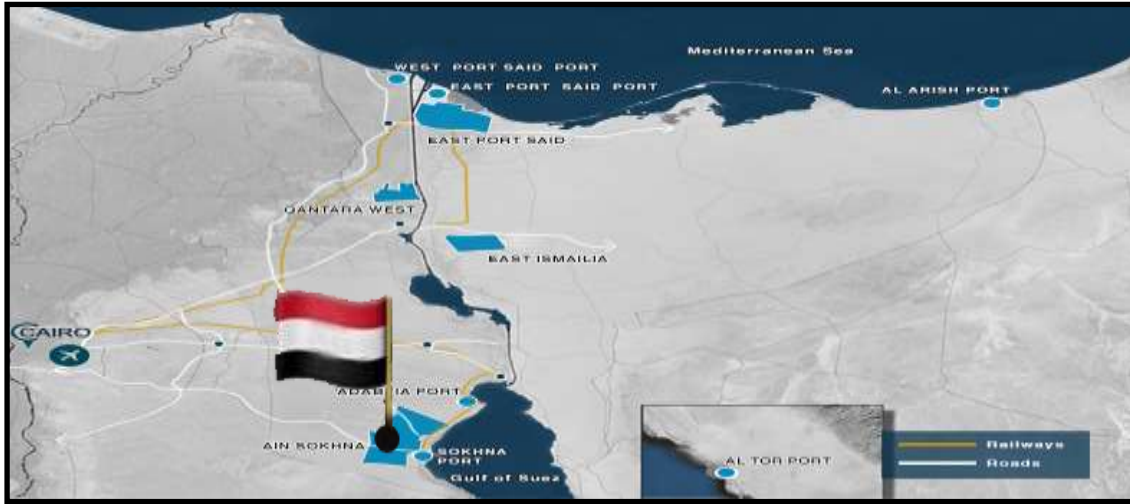 Mediterranean Sea
WEST PORT SAID PORT
EAST PORT SAID PORT
AL ARISH PORT
EAST PORT SAID
QANTARA WEST
EAST ISMAILIA
CAIRO
ADABIYA PORT
AIN SOKHNA
SOKHNA
PORT
Gulf of Suez
AL TOR PORT
Railways
Roads